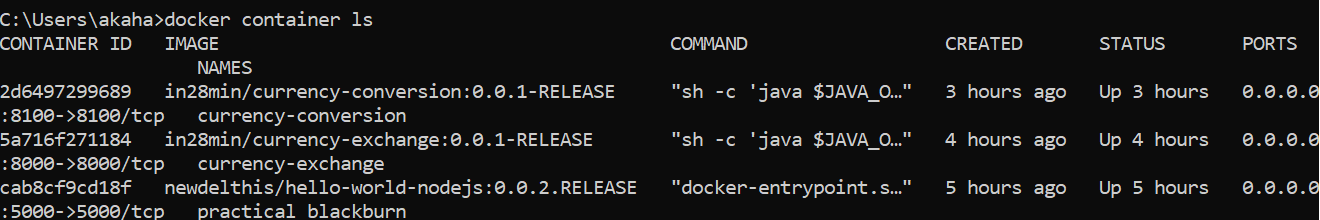 C:\Users\akaha>docker container ls
CONTAINER ID   IMAGE                                         COMMAND                  CREATED       STATUS       PORTS
                  NAMES
2d6497299689   in28min/currency-conversion:0.0.1-RELEASE     "sh -c 'java $JAVA_O…"   3 hours ago   Up 3 hours   0.0.0.0
:8100->8100/tcp   currency-conversion
5a716f271184   in28min/currency-exchange:0.0.1-RELEASE       "sh -c 'java $JAVA_O…"   4 hours ago   Up 4 hours   0.0.0.0
:8000->8000/tcp   currency-exchange
cab8cf9cd18f   newdelthis/hello-world-nodejs:0.0.2.RELEASE   "docker-entrypoint.s…"   5 hours ago   Up 5 hours   0.0.0.0
:5000->5000/tcp   practical_blackburn